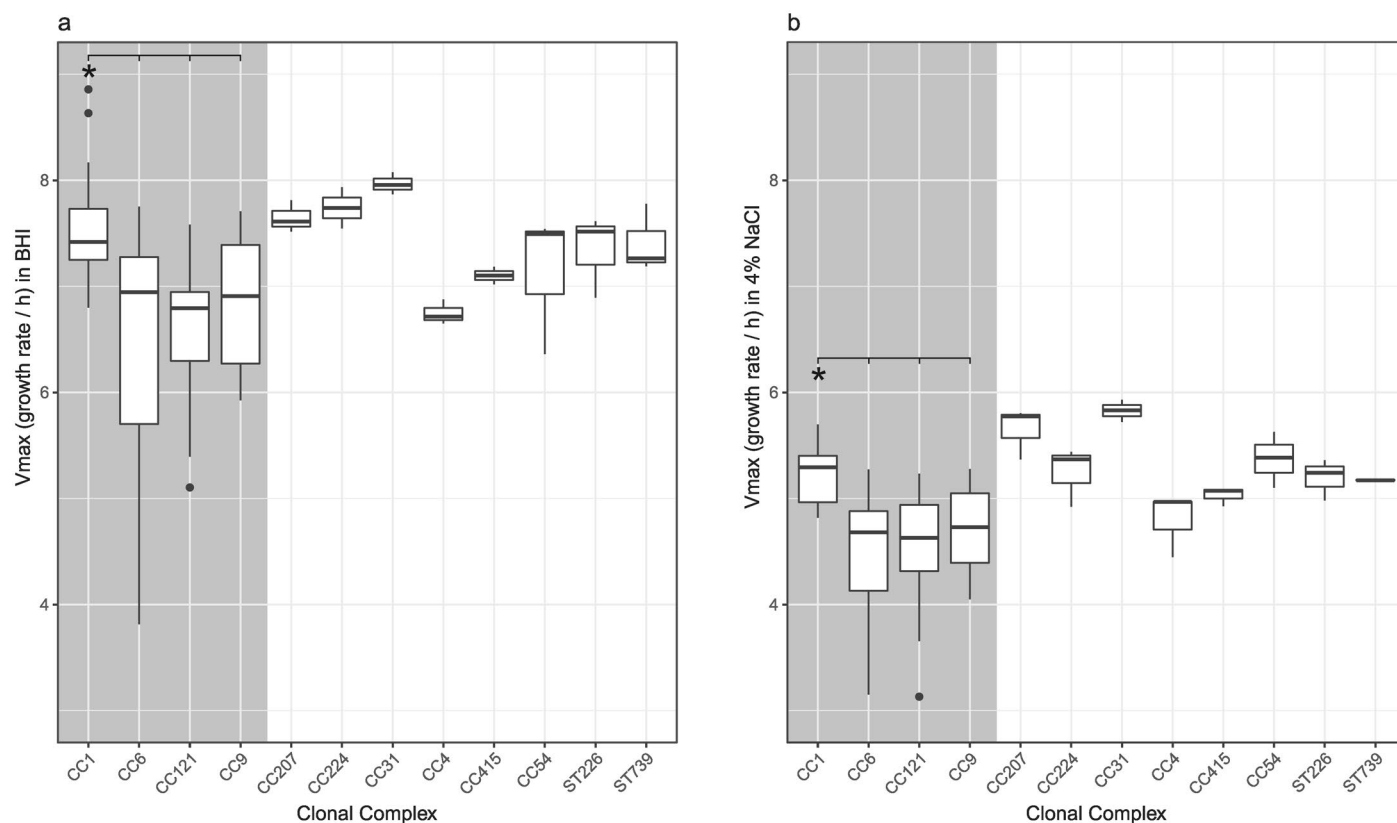 a
*
Vmax (growth rate / h) in BHI
8
6
4
CC1
CC6
CC121
CC9
CC207
CC224
CC31
CC4
CC415
CC54
ST226
ST739
Clonal Complex
b
*
Vmax (growth rate / h) in 4% NaCl
8
6
4
CC1
CC6
CC121
CC9
CC207
CC224
CC31
CC4
CC415
CC54
ST226
ST739
Clonal Complex